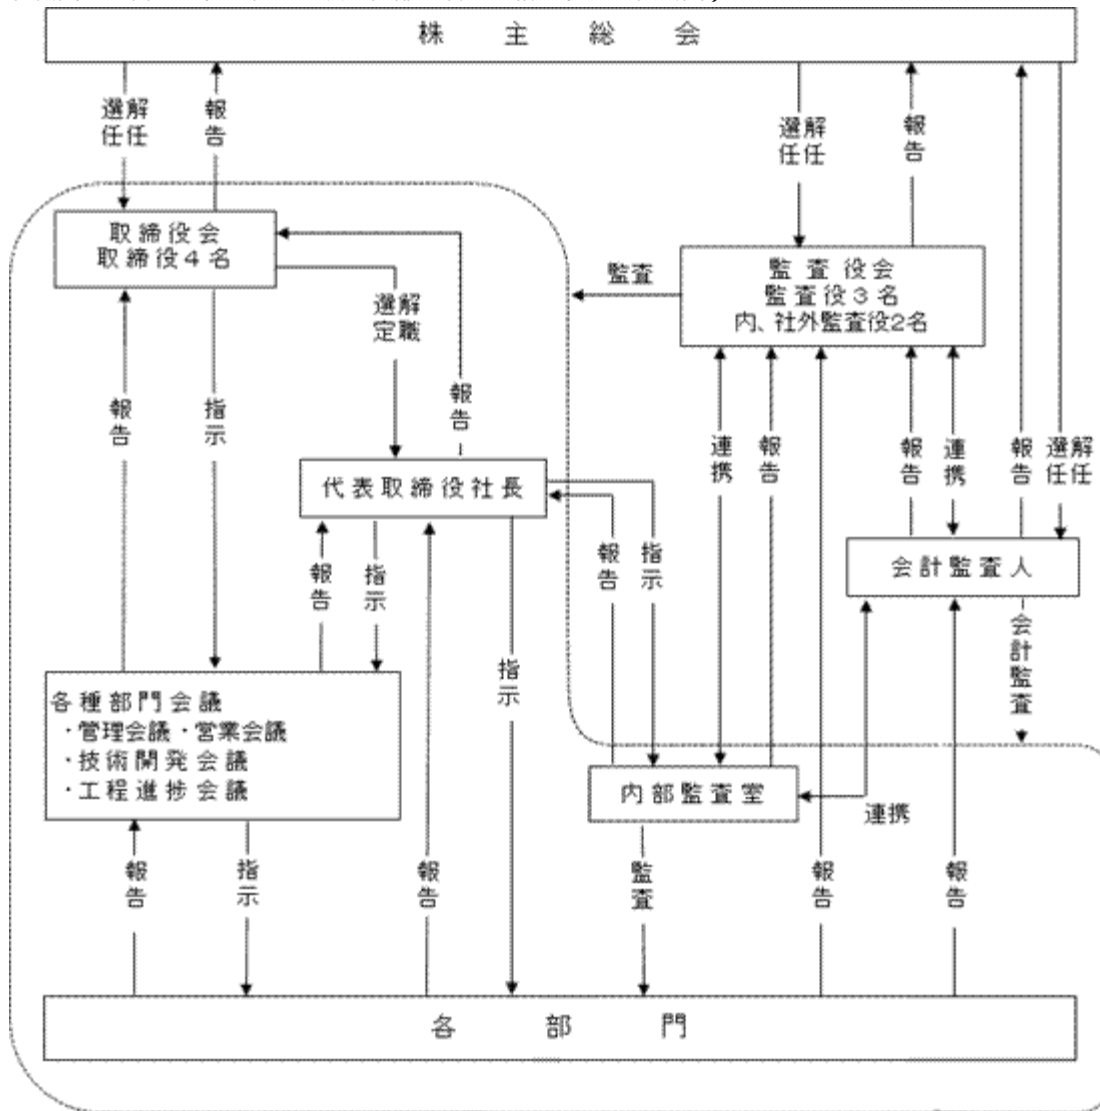 株主総会
選解
任任
報告
選解
任任
報告
取締役会
取締役4名
監査役会
監査役3名
内、社外監査役2名
監査
選解
定職
報告
報告
指示
報告
連携
報告
報告
連携
報告
選解
任任
代表取締役社長
会計監査人
報告
指示
報告
指示
指示
会計監査
各種部門会議
・管理会議・営業会議
・技術開発会議
・工程進捗会議
内部監査室
連携
報告
指示
報告
監査
報告
報告
各部門